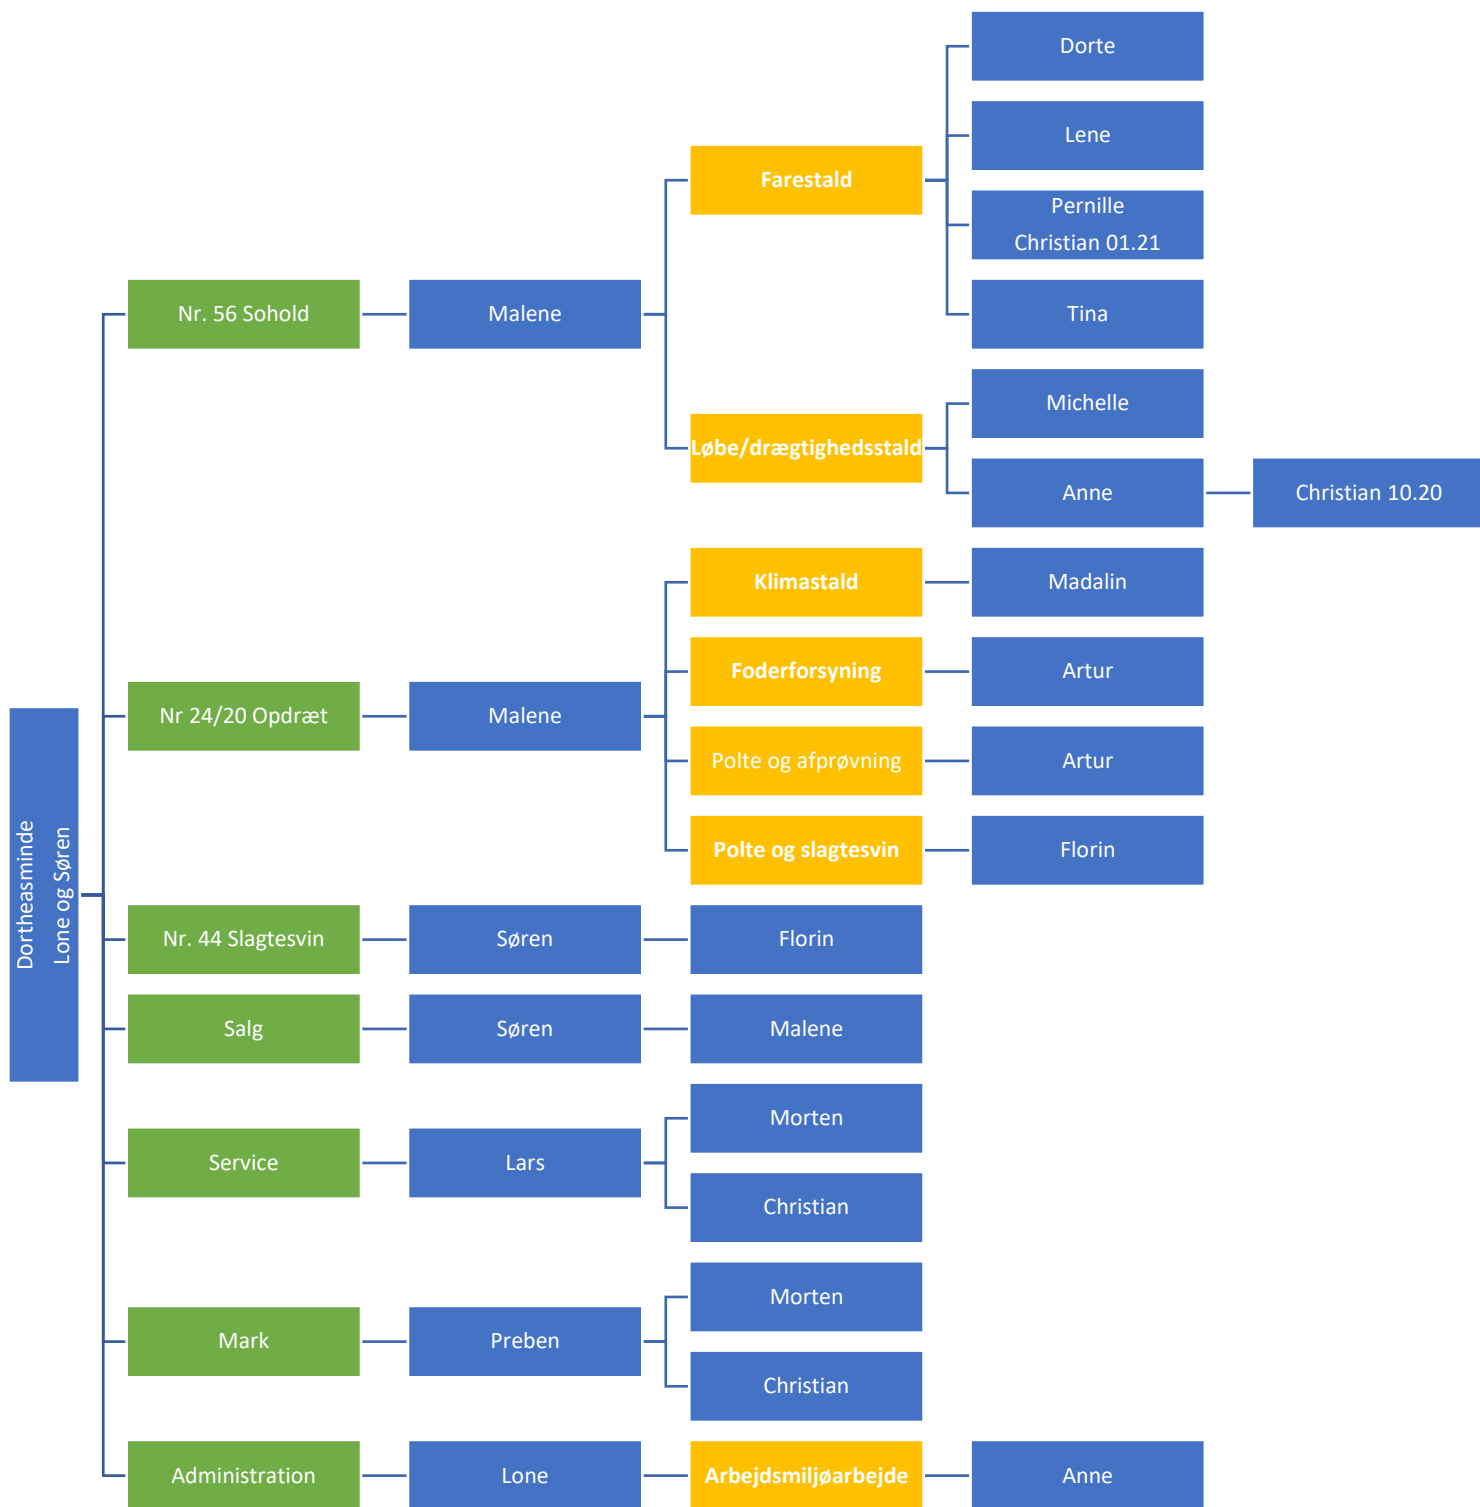 Dortheasminde
Lone og Søren
Nr. 56 Sohold
Malene
Farestald
Dorte
Lene
Pernille
Christian 01.21
Tina
Løbe/drægtighedsstald
Michelle
Anne
Christian 10.20
Nr 24/20 Opdræt
Malene
Klimastald
Madalin
Foderforsyning
Artur
Polte og afprøvning
Artur
Polte og slagtesvin
Florin
Nr. 44 Slagtesvin
Søren
Florin
Salg
Søren
Malene
Service
Lars
Morten
Christian
Mark
Preben
Morten
Christian
Administration
Lone
Arbejdsmiljøarbejde
Anne